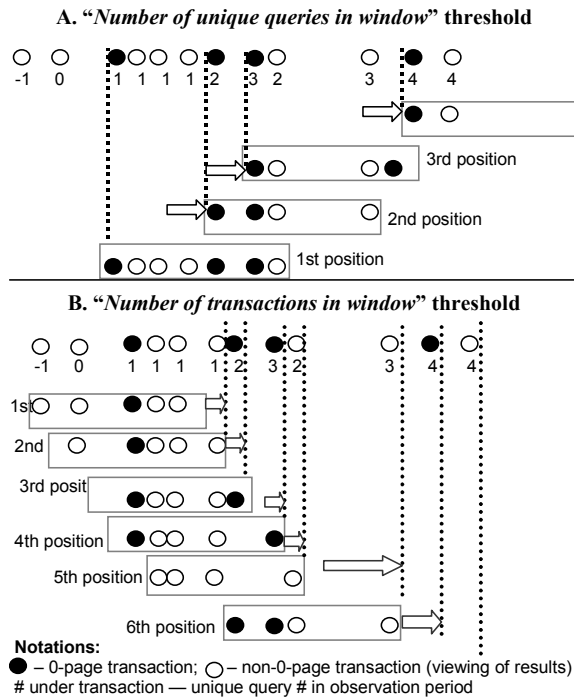 A. “Number of unique queries in window” threshold
-1 0 1 1 1 1 2 3 2 3 4 4
3rd position
2nd position
1st position
B. “Number of transactions in window” threshold
-1 0 1 1 1 1 2 3 2 3 4 4
1st
2nd
3rd posit
4th position
5th position
6th position
Notations:
– 0-page transaction; – non-0-page transaction (viewing of results)
# under transaction — unique query # in observation period